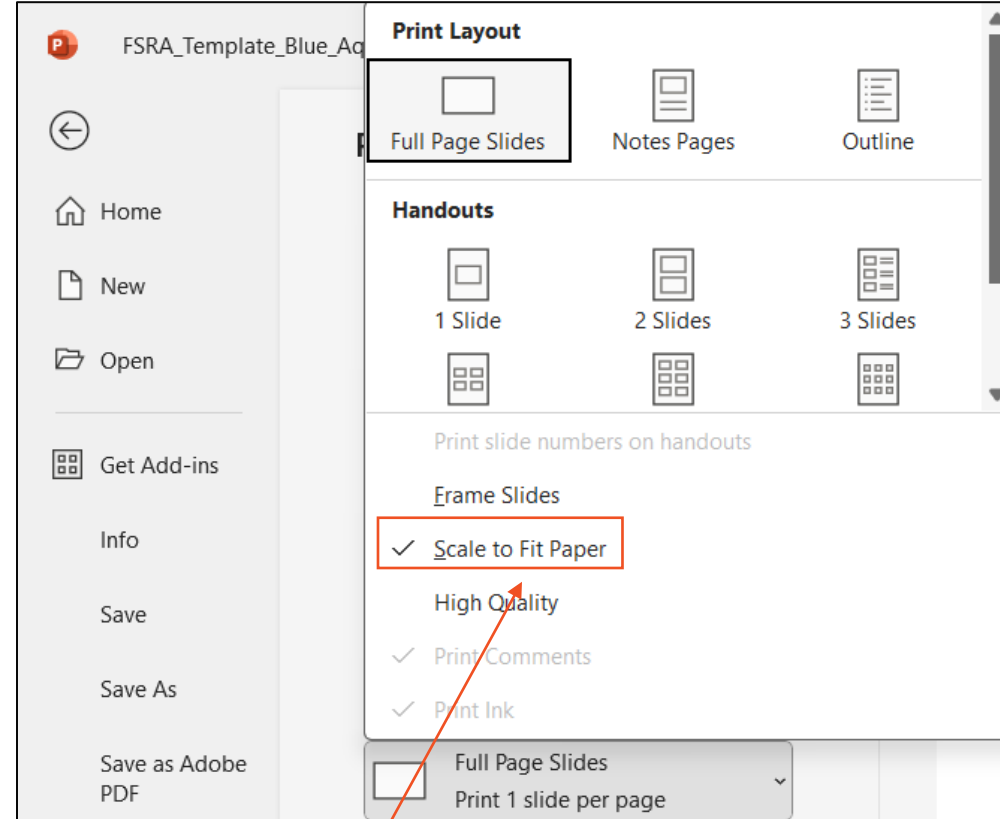 FSRA_Template_Blue_Aq
Print Layout
Full Page Slides
Notes Pages
Outline
Handouts
Home
New
1 Slide
2 Slides
3 Slides
Open
Print slide numbers on handouts
Get Add-ins
Frame Slides
Info
Scale to Fit Paper
High Quality
Save
Print Comments
Save As
Print Ink
Save as Adobe
PDF
Full Page Slides
Print 1 slide per page